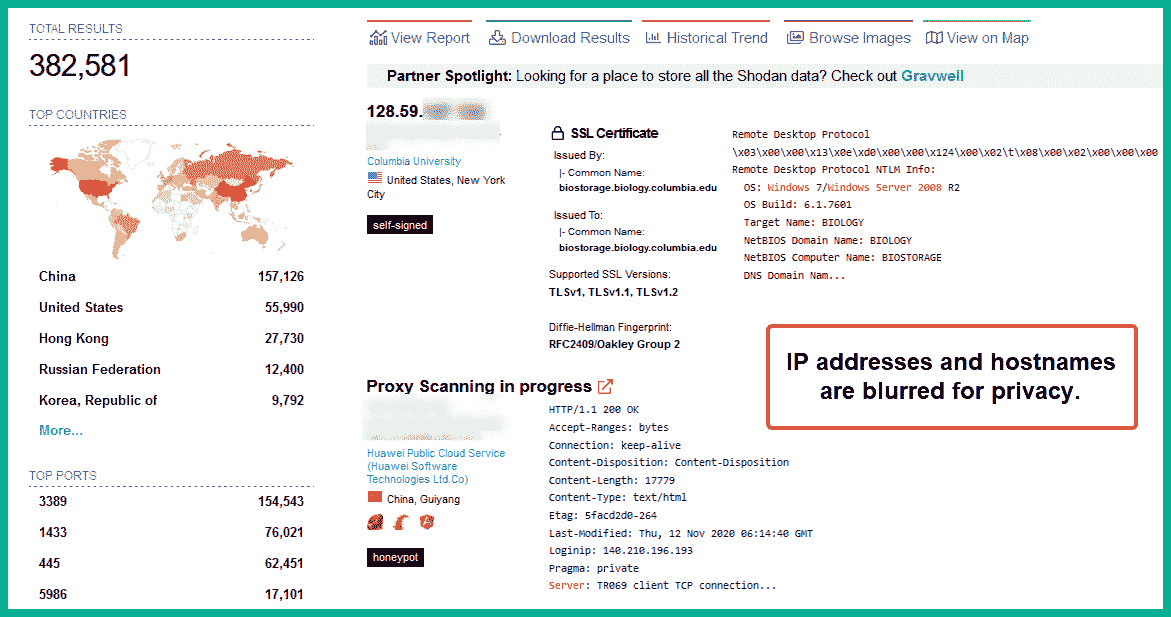 TOTAL RESULTS
382,581
TOP COUNTRIES
China 157,126
United States 55,990
Hong Kong 27,730
Russian Federation 12,400
Korea, Republic of 9,792
More...
TOP PORTS
3389 154,543
1433 76,021
445 62,451
5986 17,101
View Report Download Results Historical Trend Browse Images View on Map
Partner Spotlight: Looking for a place to store all the Shodan data? Check out Gravwell
128.59.
Columbia University
United States, New York
City
self-signed
SSL Certificate
Issued By:
|- Common Name:
biostorage.biology.columbia.edu
Issued To:
|- Common Name:
biostorage.biology.columbia.edu
Supported SSL Versions:
TLSv1, TLSv1.1, TLSv1.2
Diffie-Hellman Fingerprint:
RFC2409/Oakley Group 2
Remote Desktop Protocol
\x03\x00\x00\x13\x0e\xd0\x00\x00\x124\x00\x02\t\x08\x00\x02\x00\x00\x00
Remote Desktop Protocol NTLM Info:
OS: Windows 7/Windows Server 2008 R2
OS Build: 6.1.7601
Target Name: BIOLOGY
NetBIOS Domain Name: BIOLOGY
NetBIOS Computer Name: BIOSTORAGE
DNS Domain Nam...
IP addresses and hostnames
are blurred for privacy.
Proxy Scanning in progress
Huawei Public Cloud Service
(Huawei Software
Technologies Ltd.Co)
China, Guiyang
honeypot
HTTP/1.1 200 OK
Accept-Ranges: bytes
Connection: keep-alive
Content-Disposition: Content-Disposition
Content-Length: 17779
Content-Type: text/html
Etag: 5facd2d0-264
Last-Modified: Thu, 12 Nov 2020 06:14:40 GMT
Loginip: 140.210.196.193
Pragma: private
Server: TR069 client TCP connection...